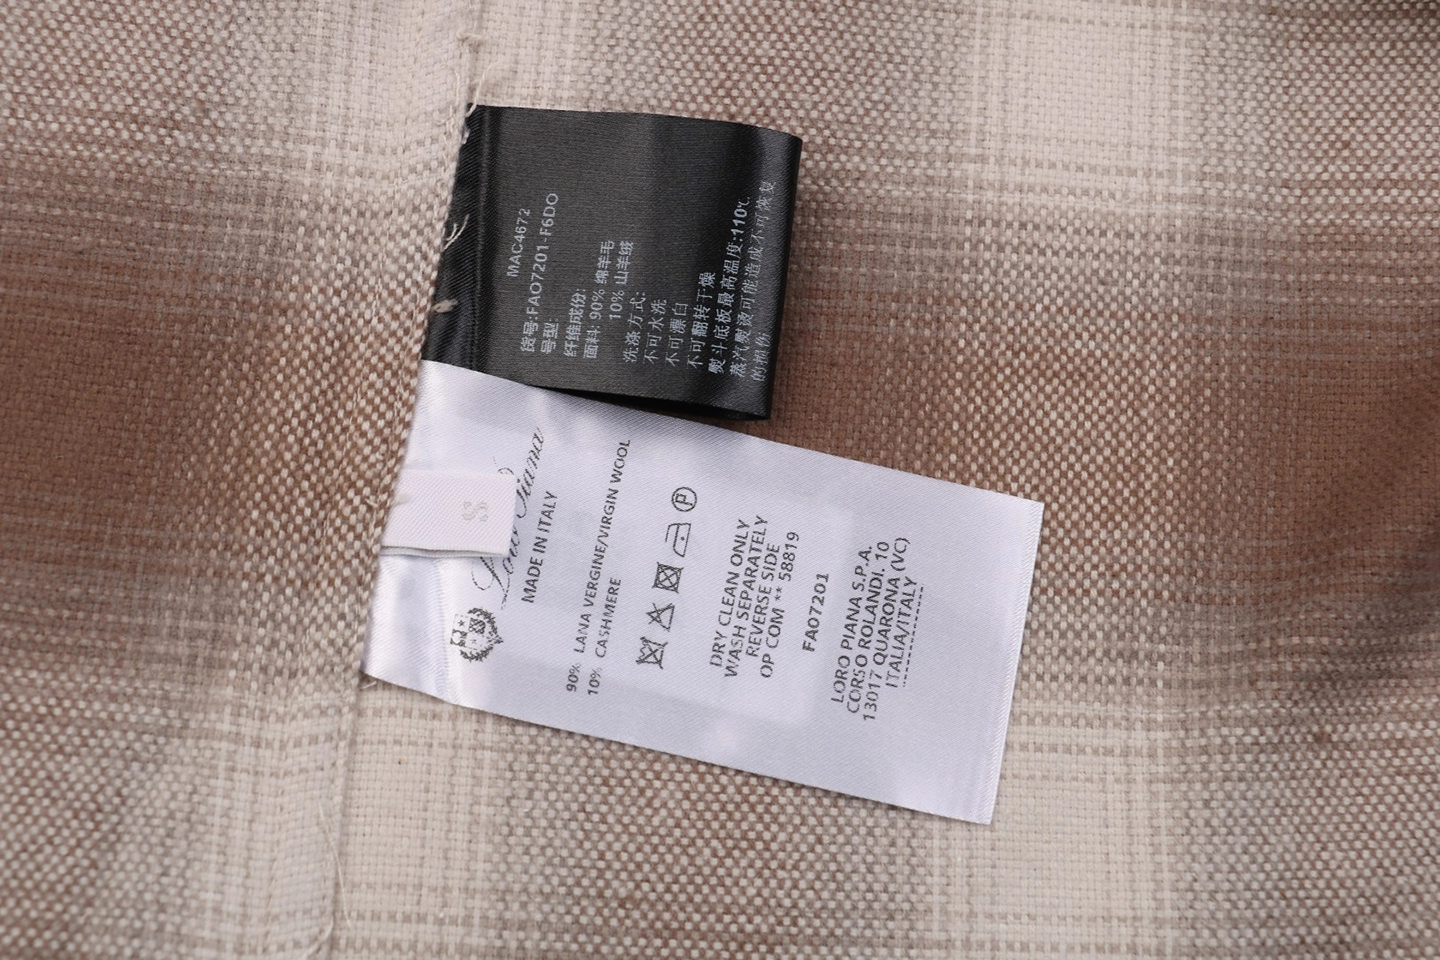 MAC4672
货号:FAO7201-F6DO
号型:
纤维成份:
面料: 90% 绵羊毛
10% 山羊绒
洗涤方式:
不可水洗
不可漂白
不可翻转干燥
熨斗底板最高温度:110℃
蒸汽熨烫可能造成不可恢复
的损伤
S
Loro Piana
MADE IN ITALY
90% LANA VERGINE/VIRGIN WOOL
10% CASHMERE
P
DRY CLEAN ONLY
WASH SEPARATELY
REVERSE SIDE
OP COM ** 58819
FAO7201
LORO PIANA S.P.A.
CORSO ROLANDI. 10
13017 QUARONA (VC)
ITALIA/ITALY